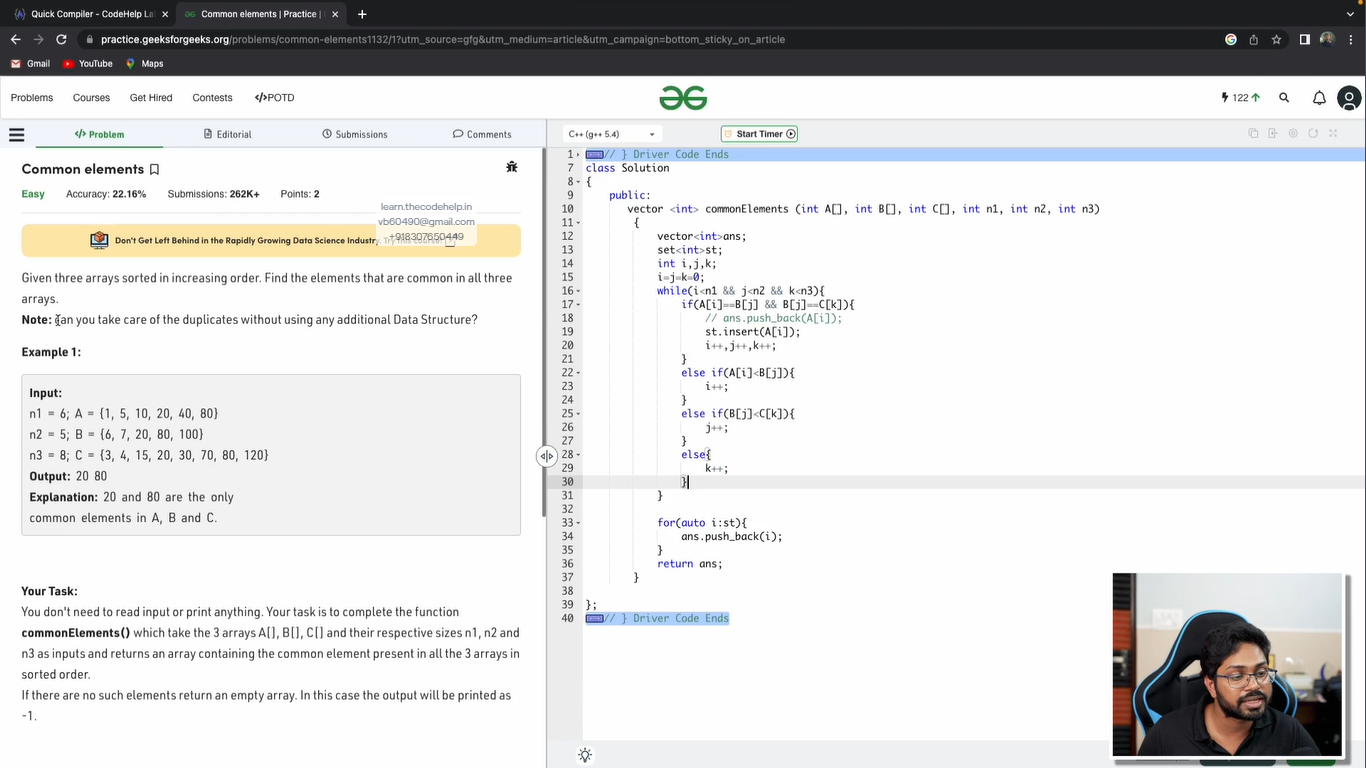 Quick Compiler - CodeHelp La
Common elements | Practice |
practice.geeksforgeeks.org/problems/common-elements1132/1?utm_source=gfg&utm_medium=article&utm_campaign=bottom_sticky_on_article
Gmail YouTube Maps
Problems Courses Get Hired Contests </>POTD
122
</> Problem Editorial Submissions Comments
Common elements
Easy Accuracy: 22.16% Submissions: 262K+ Points: 2
learn.thecodehelp.in
vb60490@gmail.com
+918307650449
Don't Get Left Behind in the Rapidly Growing Data Science Industry. Try this course!
Given three arrays sorted in increasing order. Find the elements that are common in all three
arrays.
Note: Can you take care of the duplicates without using any additional Data Structure?
Example 1:
Input:
n1 = 6; A = {1, 5, 10, 20, 40, 80}
n2 = 5; B = {6, 7, 20, 80, 100}
n3 = 8; C = {3, 4, 15, 20, 30, 70, 80, 120}
Output: 20 80
Explanation: 20 and 80 are the only
common elements in A, B and C.
Your Task:
You don't need to read input or print anything. Your task is to complete the function
commonElements() which take the 3 arrays A[], B[], C[] and their respective sizes n1, n2 and
n3 as inputs and returns an array containing the common element present in all the 3 arrays in
sorted order.
If there are no such elements return an empty array. In this case the output will be printed as
-1.
C++ (g++ 5.4)
Start Timer
1 // } Driver Code Ends
7 class Solution
8 {
9 public:
10 vector <int> commonElements (int A[], int B[], int C[], int n1, int n2, int n3)
11 {
12 vector<int>ans;
13 set<int>st;
14 int i,j,k;
15 i=j=k=0;
16 while(i<n1 && j<n2 && k<n3){
17 if(A[i]==B[j] && B[j]==C[k]){
18 // ans.push_back(A[i]);
19 st.insert(A[i]);
20 i++,j++,k++;
21 }
22 else if(A[i]<B[j]){
23 i++;
24 }
25 else if(B[j]<C[k]){
26 j++;
27 }
28 else{
29 k++;
30 }
31 }
32
33 for(auto i:st){
34 ans.push_back(i);
35 }
36 return ans;
37 }
38
39 };
40 // } Driver Code Ends